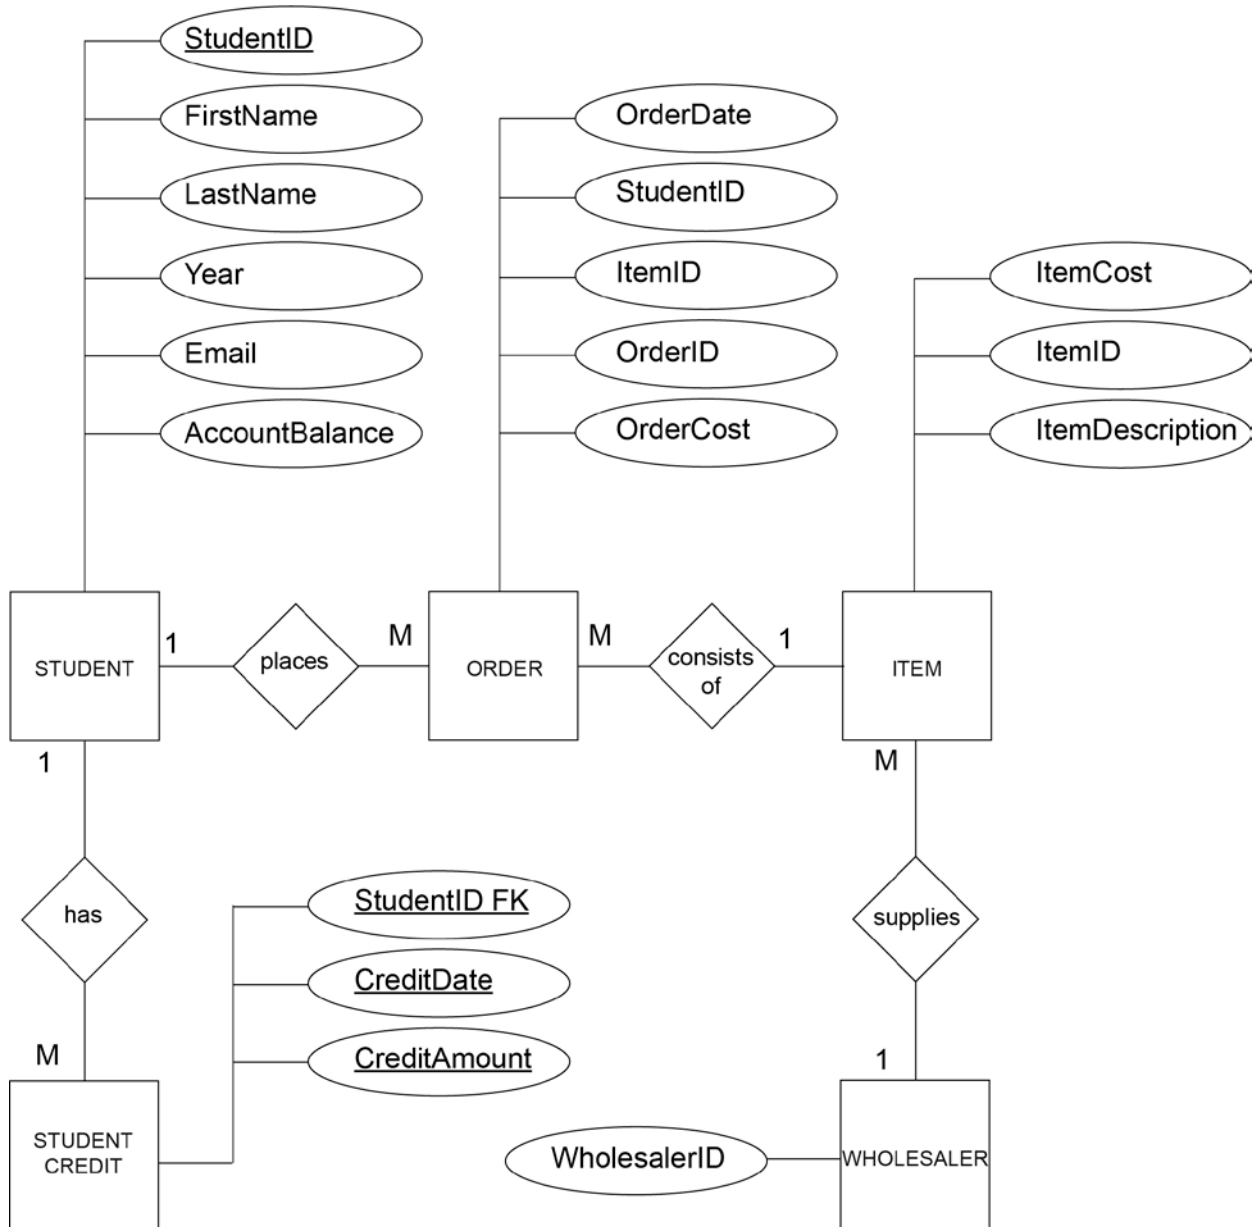 StudentID
FirstName
LastName
Year
Email
AccountBalance
OrderDate
StudentID
ItemID
OrderID
OrderCost
ItemCost
ItemID
ItemDescription
STUDENT
1
places
M
ORDER
M
consists
of
1
ITEM
1
has
M
STUDENT
CREDIT
StudentID FK
CreditDate
CreditAmount
M
supplies
1
WHOLESALER
WholesalerID